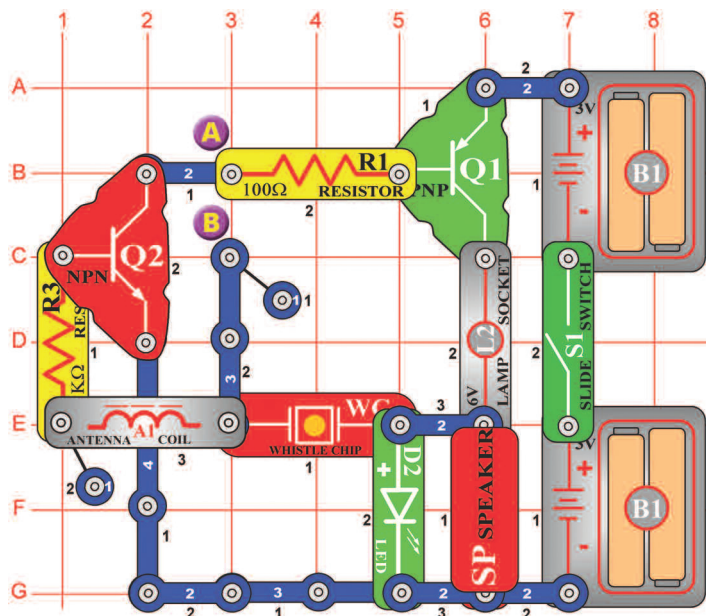 1 2 3 4 5 6 7 8
A
2
2
1
3V
A
R1
Q1
+
B
2
100Ω
RESISTOR
PNP
1
B1
1
2
-
B
C
Q2
NPN
2
1
1
R3
RES
SOCKET
SWITCH
D
1
2
2
L2
2
S1
3
KΩ
LAMP
SLIDE
6V
WC
3
E
A1
2
3V
ANTENNA
COIL
WHISTLE CHIP
D2
SPEAKER
+
3
1
+
4
2
1
F
1
2
1
1
B1
LED
SP
-
G
2
3
2
2
2
1
3
2